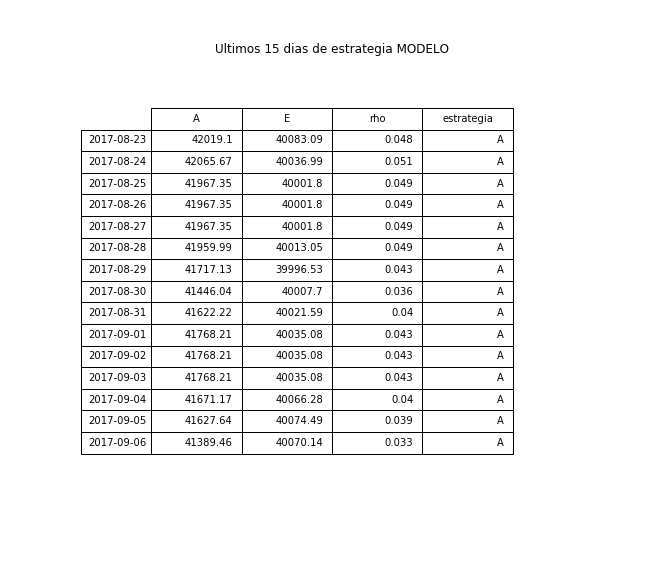 Ultimos 15 dias de estrategia MODELO
A E rho estrategia
2017-08-23 42019.1 40083.09 0.048 A
2017-08-24 42065.67 40036.99 0.051 A
2017-08-25 41967.35 40001.8 0.049 A
2017-08-26 41967.35 40001.8 0.049 A
2017-08-27 41967.35 40001.8 0.049 A
2017-08-28 41959.99 40013.05 0.049 A
2017-08-29 41717.13 39996.53 0.043 A
2017-08-30 41446.04 40007.7 0.036 A
2017-08-31 41622.22 40021.59 0.04 A
2017-09-01 41768.21 40035.08 0.043 A
2017-09-02 41768.21 40035.08 0.043 A
2017-09-03 41768.21 40035.08 0.043 A
2017-09-04 41671.17 40066.28 0.04 A
2017-09-05 41627.64 40074.49 0.039 A
2017-09-06 41389.46 40070.14 0.033 A